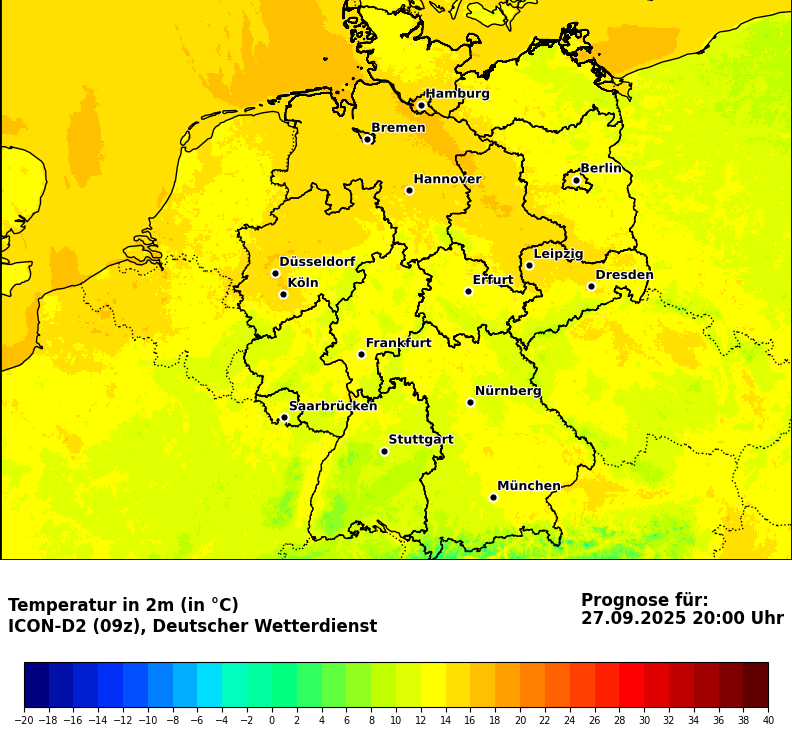 Hamburg
Bremen
Berlin
Hannover
Leipzig
Düsseldorf
Dresden
Köln
Erfurt
Frankfurt
Nürnberg
Saarbrücken
Stuttgart
München
Temperatur in 2m (in °C)
ICON-D2 (09z), Deutscher Wetterdienst
Prognose für:
27.09.2025 20:00 Uhr
−20 −18 −16 −14 −12 −10 −8 −6 −4 −2 0 2 4 6 8 10 12 14 16 18 20 22 24 26 28 30 32 34 36 38 40